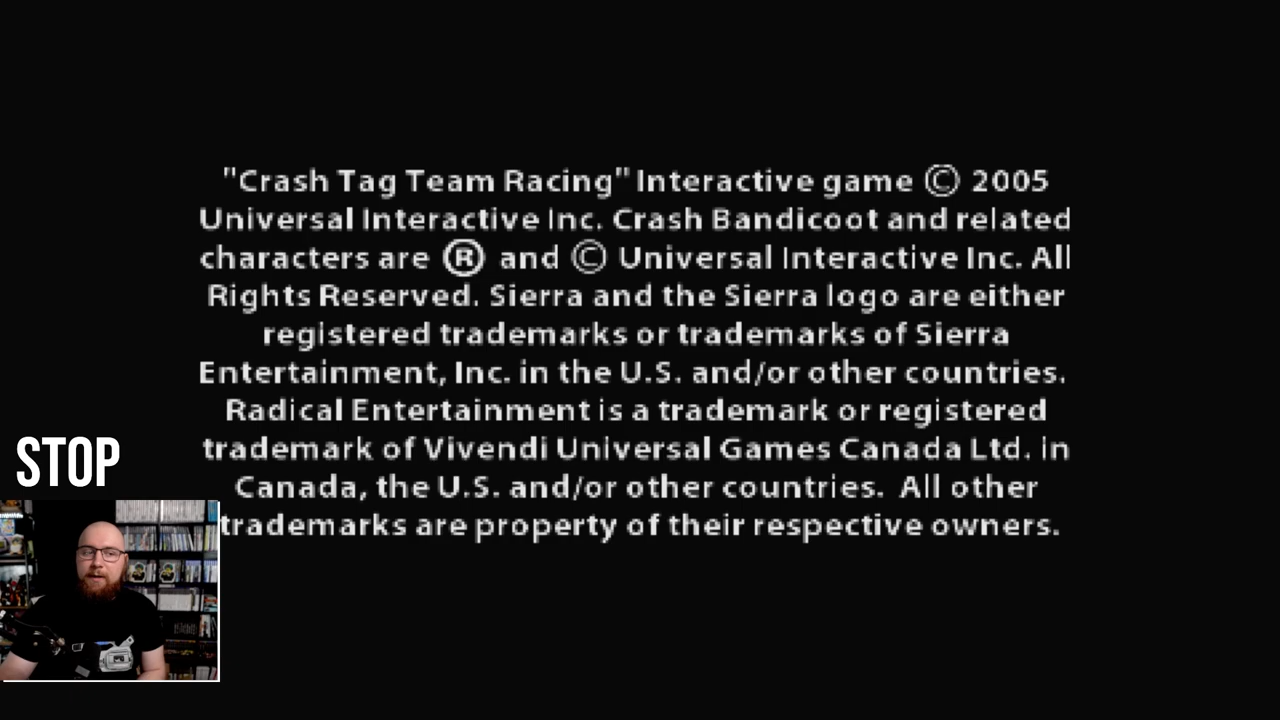 "Crash Tag Team Racing" Interactive game © 2005
Universal Interactive Inc. Crash Bandicoot and related
characters are ® and © Universal Interactive Inc. All
Rights Reserved. Sierra and the Sierra logo are either
registered trademarks or trademarks of Sierra
Entertainment, Inc. in the U.S. and/or other countries.
Radical Entertainment is a trademark or registered
trademark of Vivendi Universal Games Canada Ltd. in
Canada, the U.S. and/or other countries.  All other
trademarks are property of their respective owners.
STOP